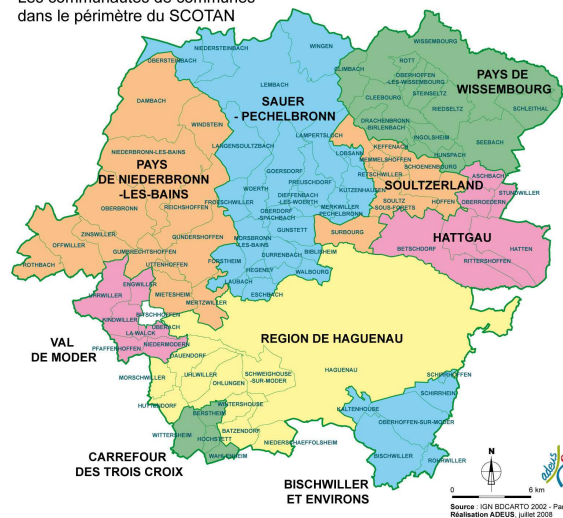 Les communautés de communes
dans le périmètre du SCOTAN
WISSEMBOURG
NIEDERSTEINBACH
WINGEN
OBERSTEINBACH
CLIMBACH
ROTT
OBERHOFFEN
-LES-WISSEMBOURG
PAYS DE
WISSEMBOURG
LEMBACH
CLEEBOURG
STEINSELTZ
RIEDSELTZ
SCHLEITHAL
DAMBACH
SAUER
- PECHELBRONN
DRACHENBRONN
-BIRLENBACH
WINDSTEIN
LAMPERTSLOCH
INGOLSHEIM
SEEBACH
KEFFENACH
HUNSPACH
LANGENSOULTZBACH
LOBSANN
MEMMELSHOFFEN
SCHOENENBOURG
NIEDERBRONN-LES-BAINS
GOERSDORF
RETSCHWILLER
ASCHBACH
PAYS
DE NIEDERBRONN
-LES-BAINS
PREUSCHDORF
KUTZENHAUSEN
SOULTZERLAND
STUNDWILLER
WOERTH
DIEFFENBACH
-LES-WOERTH
MERKWILLER
-PECHELBRONN
SOULTZ
-SOUS-FORETS
HOFFEN
OBERROEDERN
OBERBRONN
REICHSHOFFEN
FROESCHWILLER
OBERDORF
-SPACHBACH
GUNSTETT
SURBOURG
HATTGAU
ZINSWILLER
GUNDERSHOFFEN
MORSBRONN
-LES-BAINS
BETSCHDORF
HATTEN
OFFWILLER
GUMBRECHTSHOFFEN
DURRENBACH
BIBLISHEIM
RITTERSHOFFEN
ROTHBACH
UTTENHOFFEN
FORSTHEIM
HEGENEY
WALBOURG
ENGWILLER
LAUBACH
UHRWILLER
MIETESHEIM
MERTZWILLER
ESCHBACH
BITSCHHOFFEN
KINDWILLER
UBERACH
LA WALCK
VAL
DE MODER
PFAFFENHOFFEN
NIEDERMODERN
REGION DE HAGUENAU
DAUENDORF
MORSCHWILLER
UHLWILLER
SCHWEIGHOUSE
-SUR-MODER
HAGUENAU
SCHIRRHOFFEN
OHLUNGEN
SCHIRRHEIN
HUTTENDORF
WINTERSHOUSE
KALTENHOUSE
BERSTHEIM
OBERHOFFEN-SUR-MODER
WITTERSHEIM
BATZENDORF
HOCHSTETT
NIEDERSCHAEFFOLSHEIM
WAHLENHEIM
BISCHWILLER
ROHRWILLER
CARREFOUR
DES TROIS CROIX
BISCHWILLER
ET ENVIRONS
N
0 6 km
adeus
Source : IGN BDCARTO 2002 - Par
Réalisation ADEUS, juillet 2008